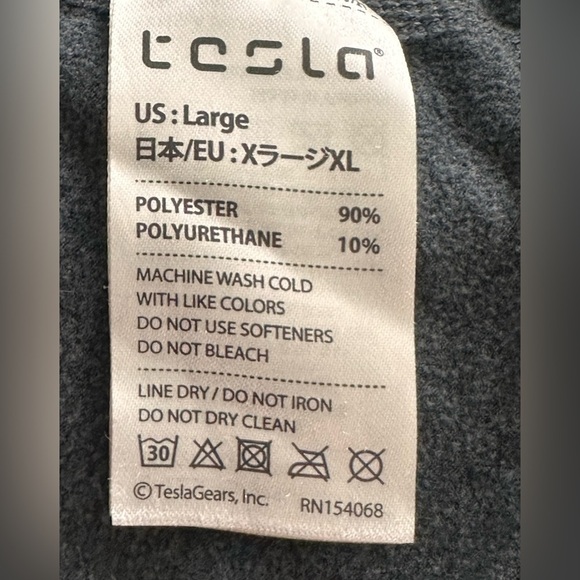 tesla®
US : Large
日本/EU : XラージXL
POLYESTER 90%
POLYURETHANE 10%
MACHINE WASH COLD
WITH LIKE COLORS
DO NOT USE SOFTENERS
DO NOT BLEACH
LINE DRY / DO NOT IRON
DO NOT DRY CLEAN
30
© TeslaGears, Inc. RN154068